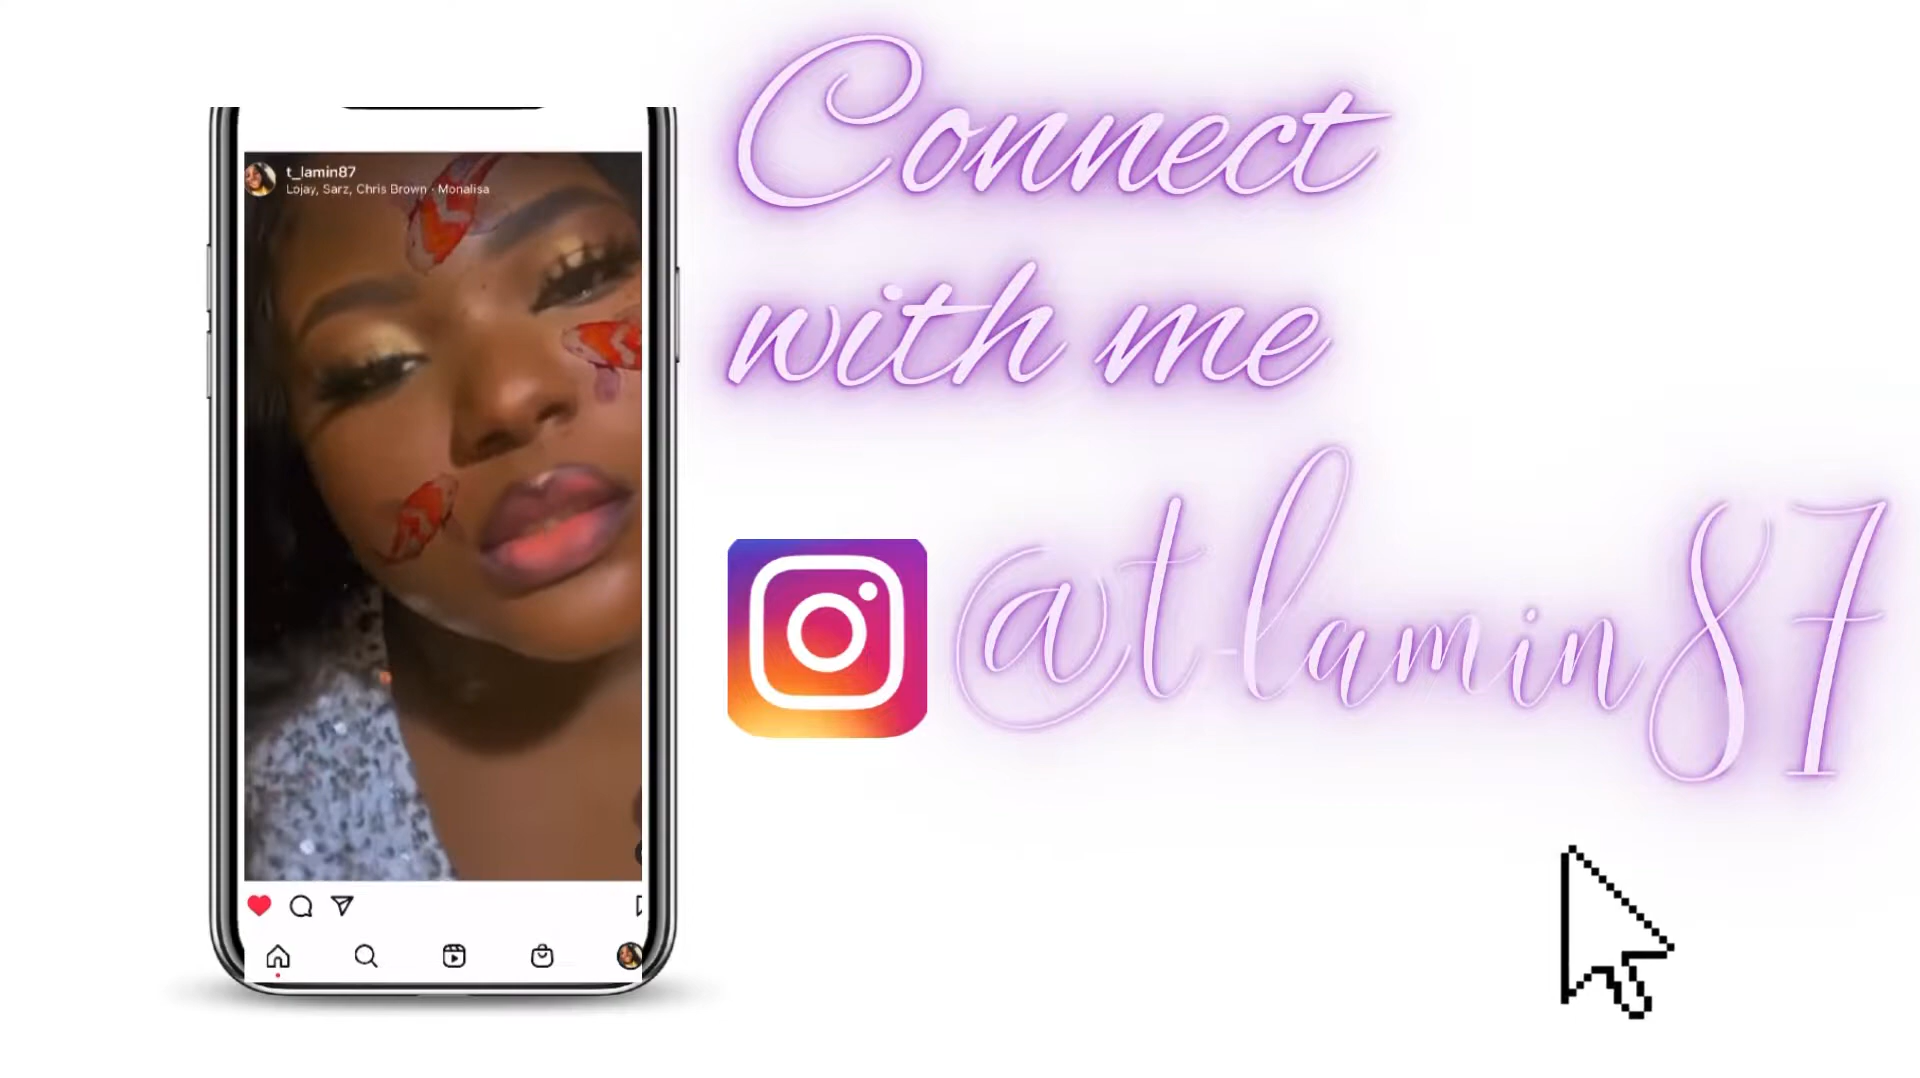 t_lamin87
Lojay, Sarz, Chris Brown · Monalisa
Connect
with me
@t_lamin87